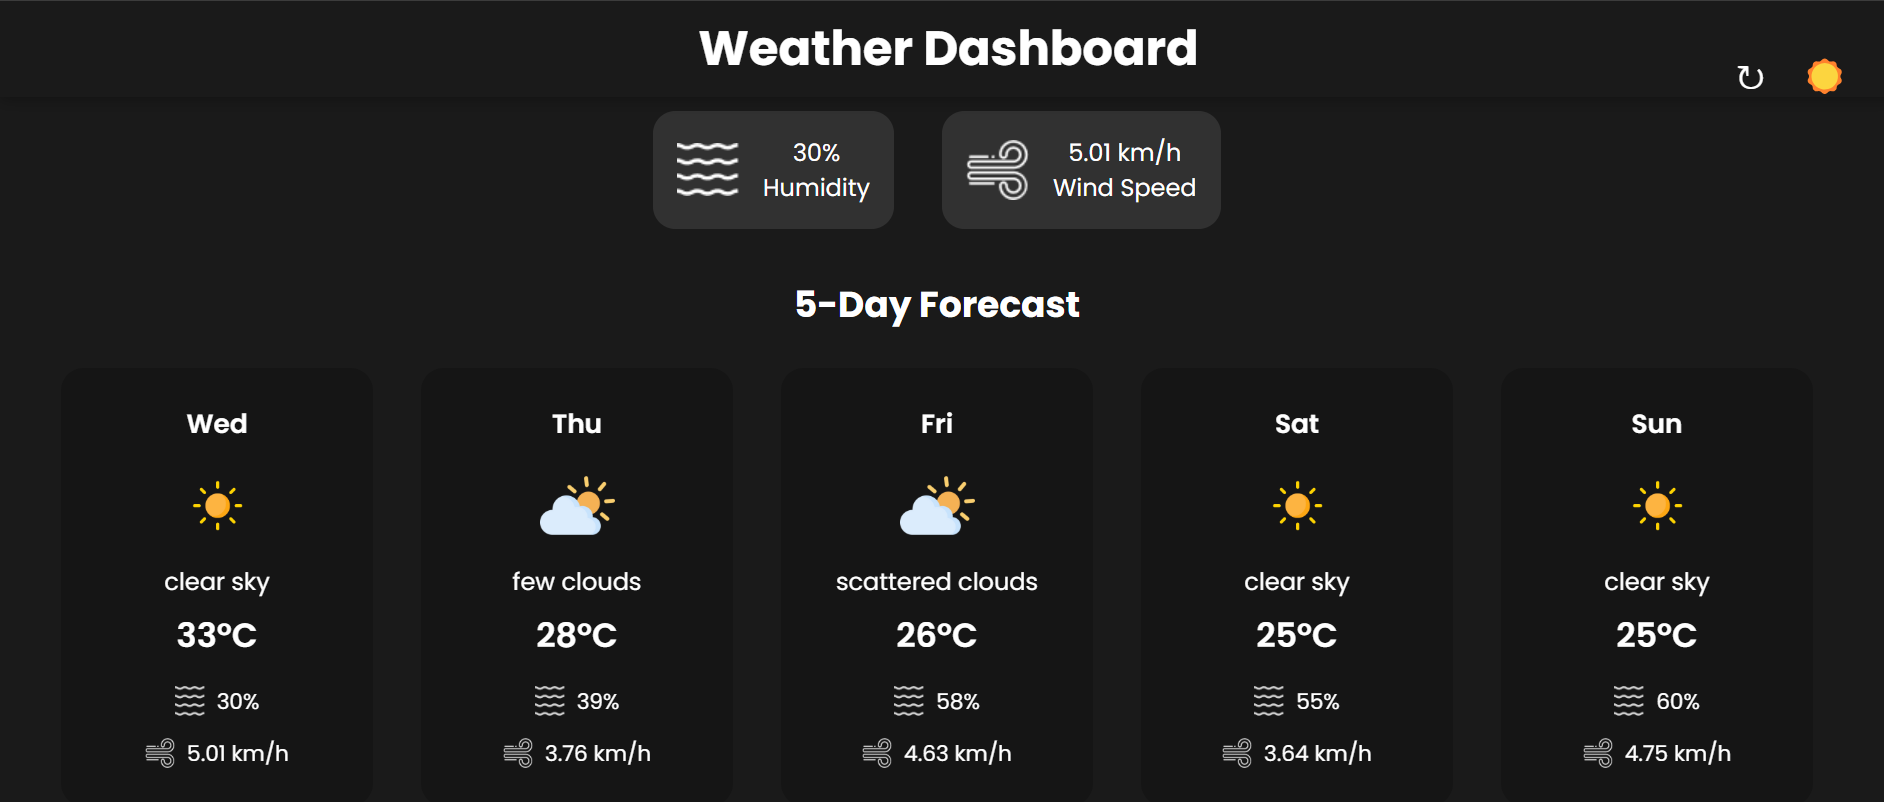 Weather Dashboard
↻
30%
Humidity
5.01 km/h
Wind Speed
5-Day Forecast
Wed
clear sky
33°C
30%
5.01 km/h
Thu
few clouds
28°C
39%
3.76 km/h
Fri
scattered clouds
26°C
58%
4.63 km/h
Sat
clear sky
25°C
55%
3.64 km/h
Sun
clear sky
25°C
60%
4.75 km/h